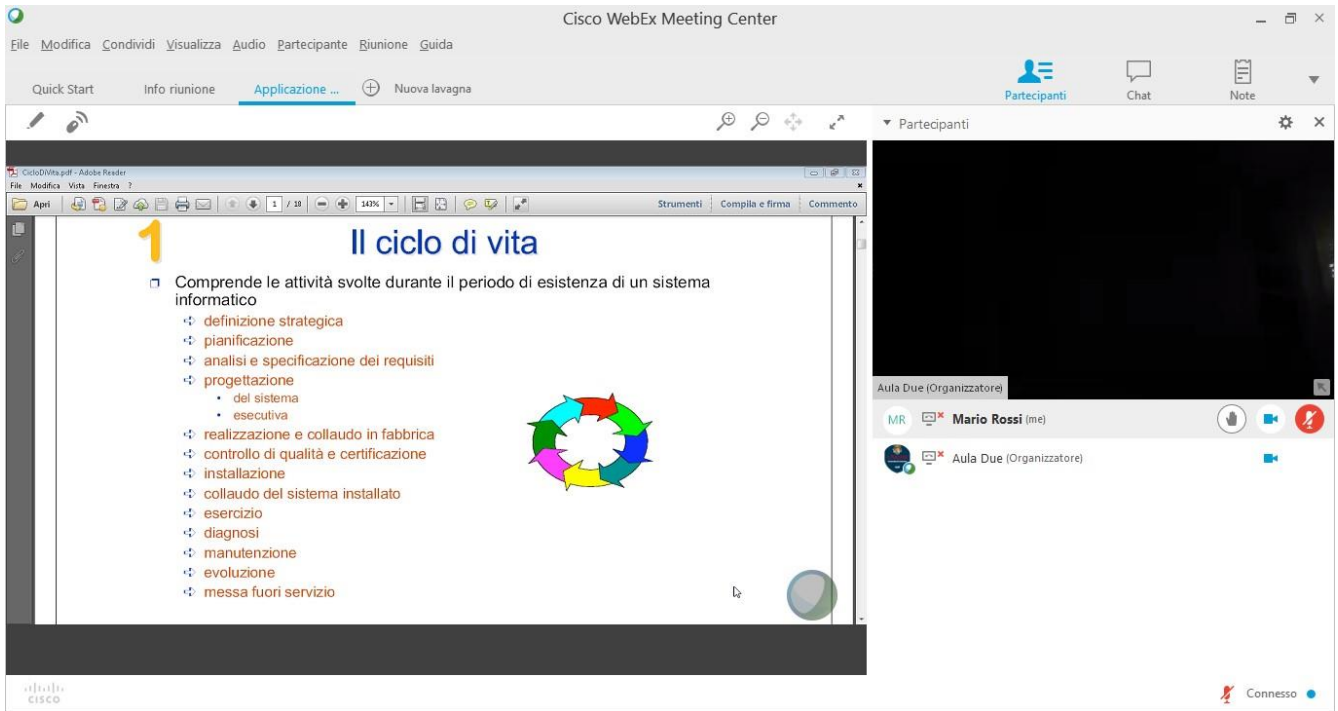 Cisco WebEx Meeting Center
File Modifica Condividi Visualizza Audio Partecipante Riunione Guida
Quick Start Info riunione Applicazione ... Nuova lavagna
Partecipanti Chat Note
Partecipanti
CicloDiVita.pdf - Adobe Reader
File Modifica Vista Finestra ?
Apri 1 / 18 143% Strumenti Compila e firma Commento
1
Il ciclo di vita
Comprende le attività svolte durante il periodo di esistenza di un sistema
informatico
definizione strategica
pianificazione
analisi e specificazione dei requisiti
progettazione
del sistema
esecutiva
realizzazione e collaudo in fabbrica
controllo di qualità e certificazione
installazione
collaudo del sistema installato
esercizio
diagnosi
manutenzione
evoluzione
messa fuori servizio
Aula Due (Organizzatore)
MR Mario Rossi (me)
Aula Due (Organizzatore)
CISCO
Connesso